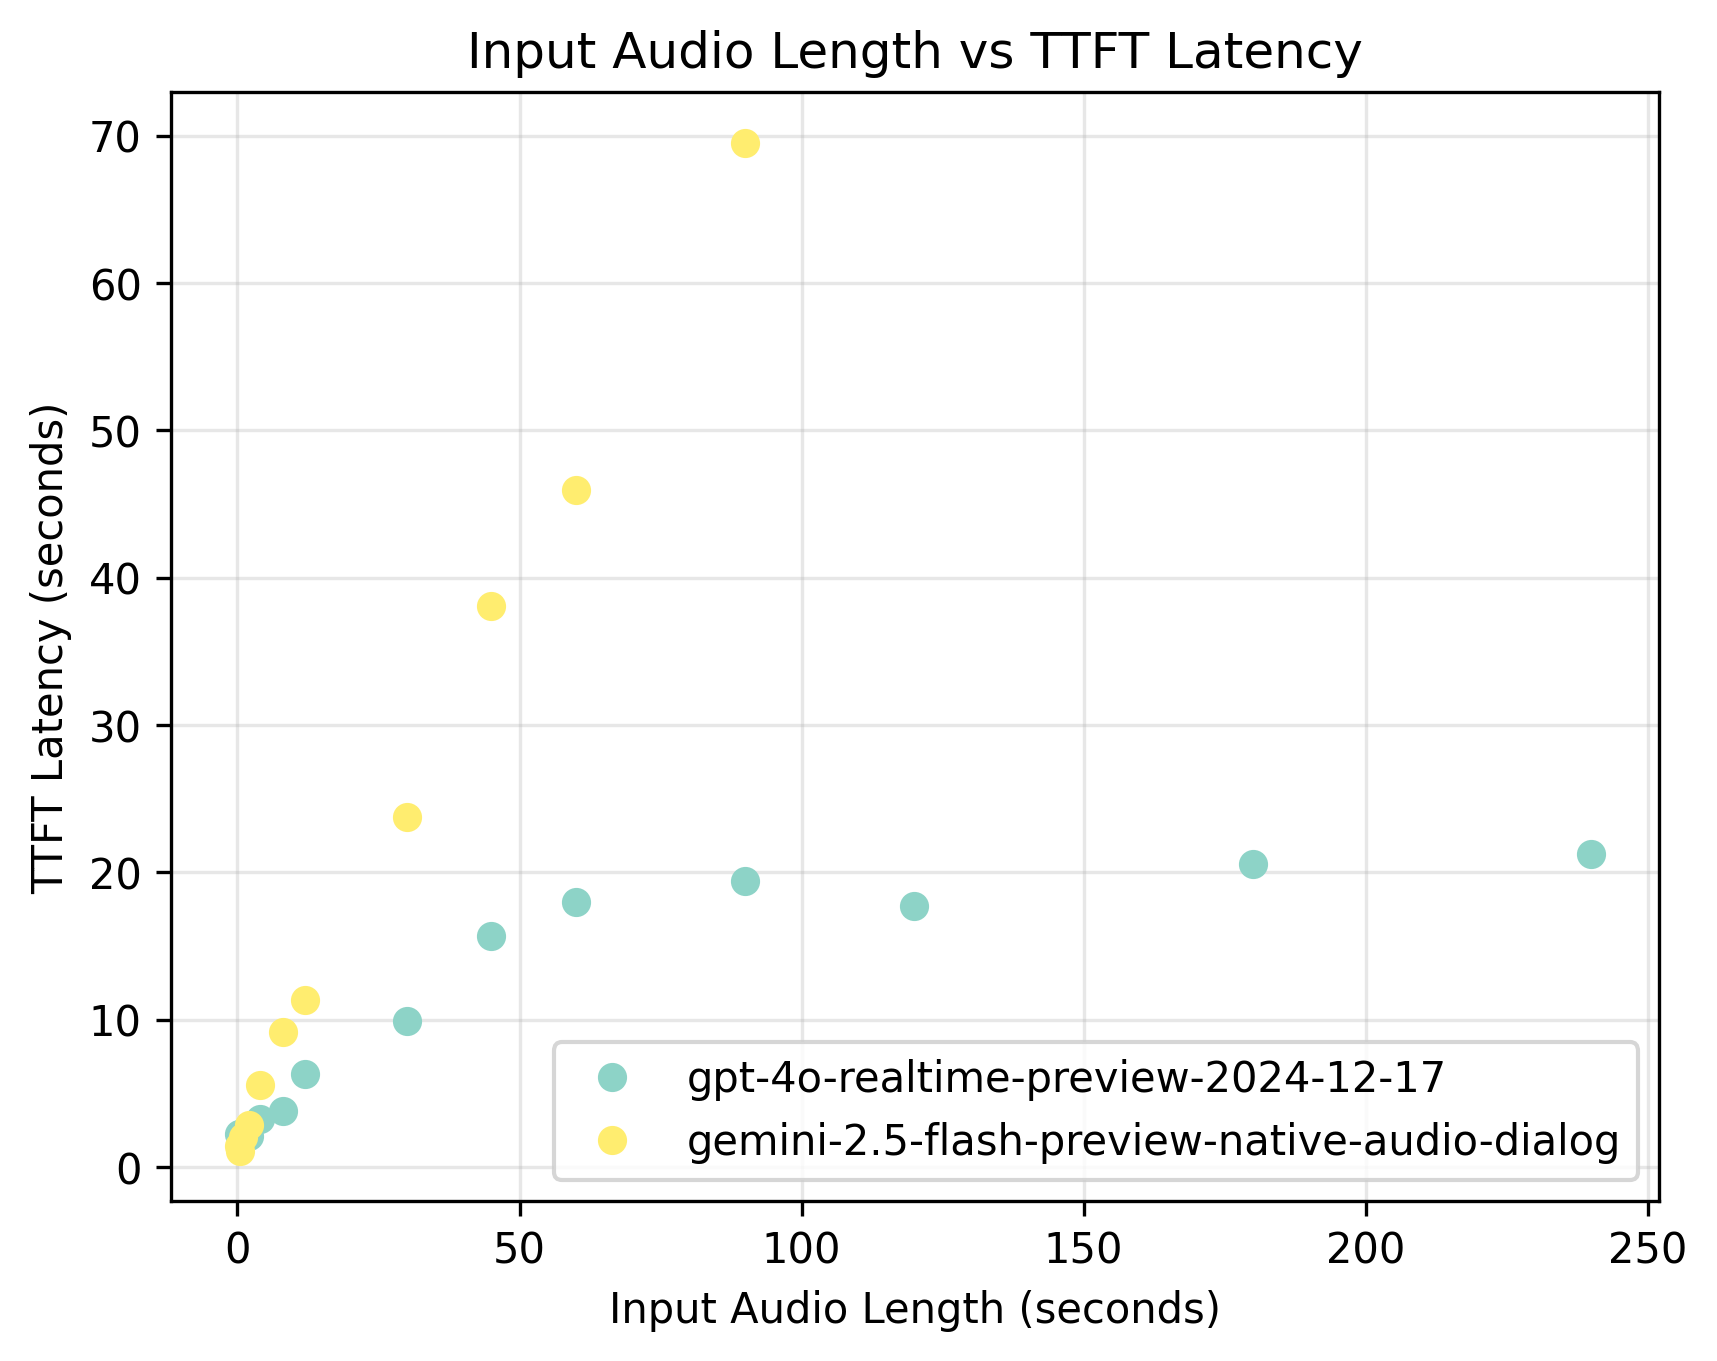 Input Audio Length vs TTFT Latency
TTFT Latency (seconds)
70
60
50
40
30
20
10
0
gpt-4o-realtime-preview-2024-12-17
gemini-2.5-flash-preview-native-audio-dialog
0 50 100 150 200 250
Input Audio Length (seconds)